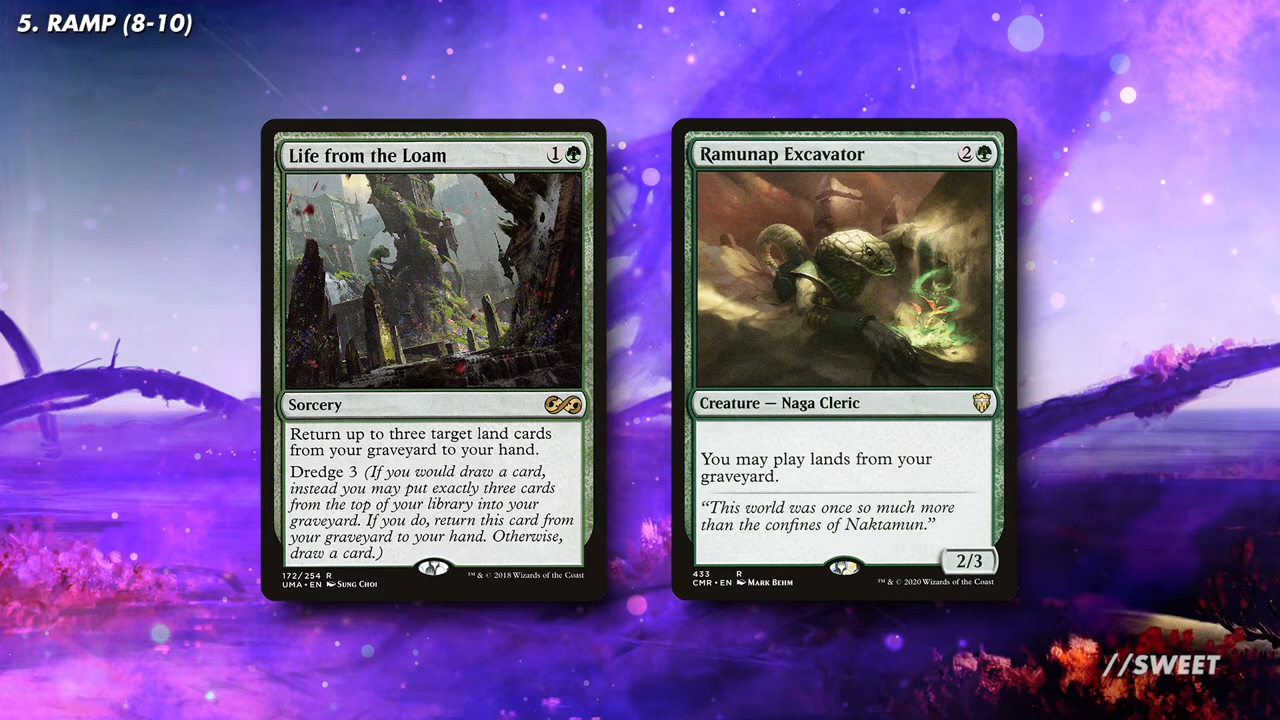 5. RAMP (8-10)
Life from the Loam 1
Sorcery
Return up to three target land cards
from your graveyard to your hand.
Dredge 3 (If you would draw a card,
instead you may put exactly three cards
from the top of your library into your
graveyard. If you do, return this card from
your graveyard to your hand. Otherwise,
draw a card.)
172/254 R
UMA • EN Sung Choi
™ & © 2018 Wizards of the Coast
Ramunap Excavator 2
Creature — Naga Cleric
You may play lands from your
graveyard.
“This world was once so much more
than the confines of Naktamun.”
2/3
433 R
CMR • EN Mark Behm
™ & © 2020 Wizards of the Coast
//SWEET